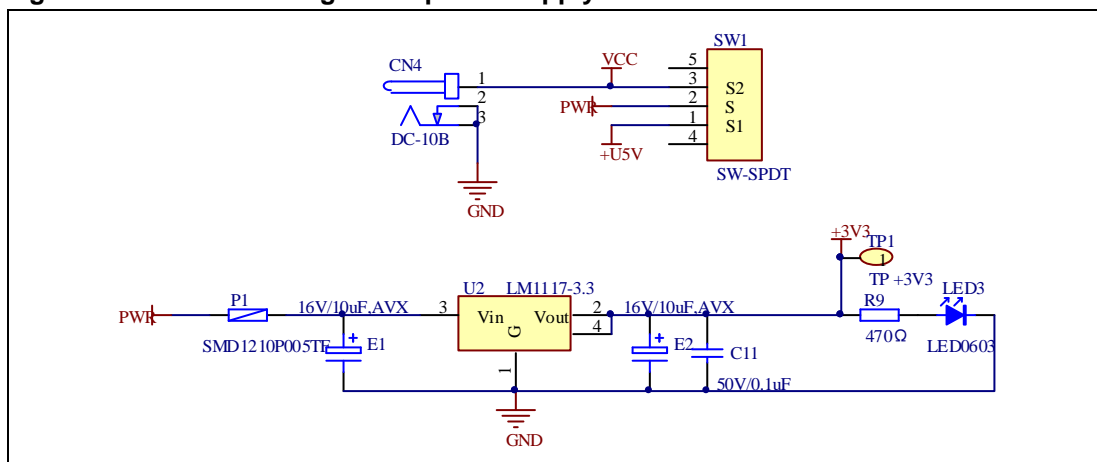 CN4
1
2
3
DC-10B
GND
VCC
PWR
+U5V
SW1
5
3
2
1
4
S2
S
S1
SW-SPDT
PWR
P1
SMD1210P005TF
16V/10uF,AVX
E1
3
U2
LM1117-3.3
Vin
Vout
G
2
4
1
GND
16V/10uF,AVX
E2
C11
50V/0.1uF
+3V3
TP1
1
TP +3V3
R9
470Ω
LED3
LED0603